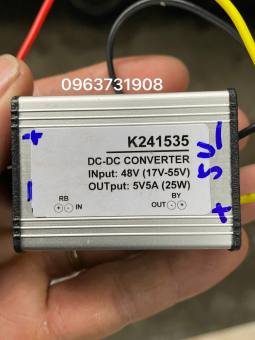 0963731908
K241535
DC-DC CONVERTER
INput: 48V (17V-55V)
OUTput: 5V5A (25W)
RB BY
+ - IN OUT - +
+
-
5V
+